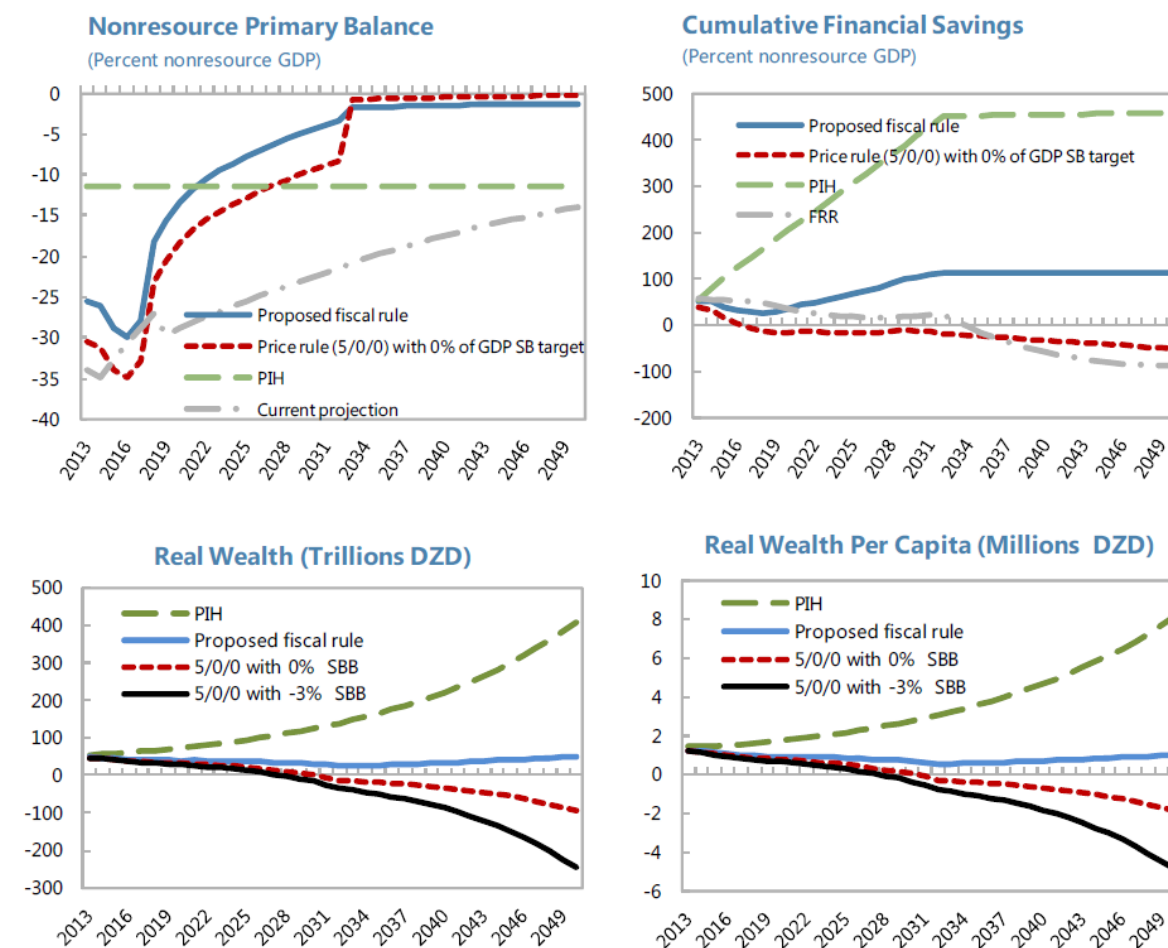 Nonresource Primary Balance
(Percent nonresource GDP)
0
-5
-10
-15
-20
-25
-30
-35
-40
Proposed fiscal rule
Price rule (5/0/0) with 0% of GDP SB target
PIH
Current projection
2013 2016 2019 2022 2025 2028 2031 2034 2037 2040 2043 2046 2049
Cumulative Financial Savings
(Percent nonresource GDP)
500
400
300
200
100
0
-100
-200
Proposed fiscal rule
Price rule (5/0/0) with 0% of GDP SB target
PIH
FRR
2013 2016 2019 2022 2025 2028 2031 2034 2037 2040 2043 2046 2049
Real Wealth (Trillions DZD)
500
400
300
200
100
0
-100
-200
-300
PIH
Proposed fiscal rule
5/0/0 with 0% SBB
5/0/0 with -3% SBB
2013 2016 2019 2022 2025 2028 2031 2034 2037 2040 2043 2046 2049
Real Wealth Per Capita (Millions DZD)
10
8
6
4
2
0
-2
-4
-6
PIH
Proposed fiscal rule
5/0/0 with 0% SBB
5/0/0 with -3% SBB
2013 2016 2019 2022 2025 2028 2031 2034 2037 2040 2043 2046 2049